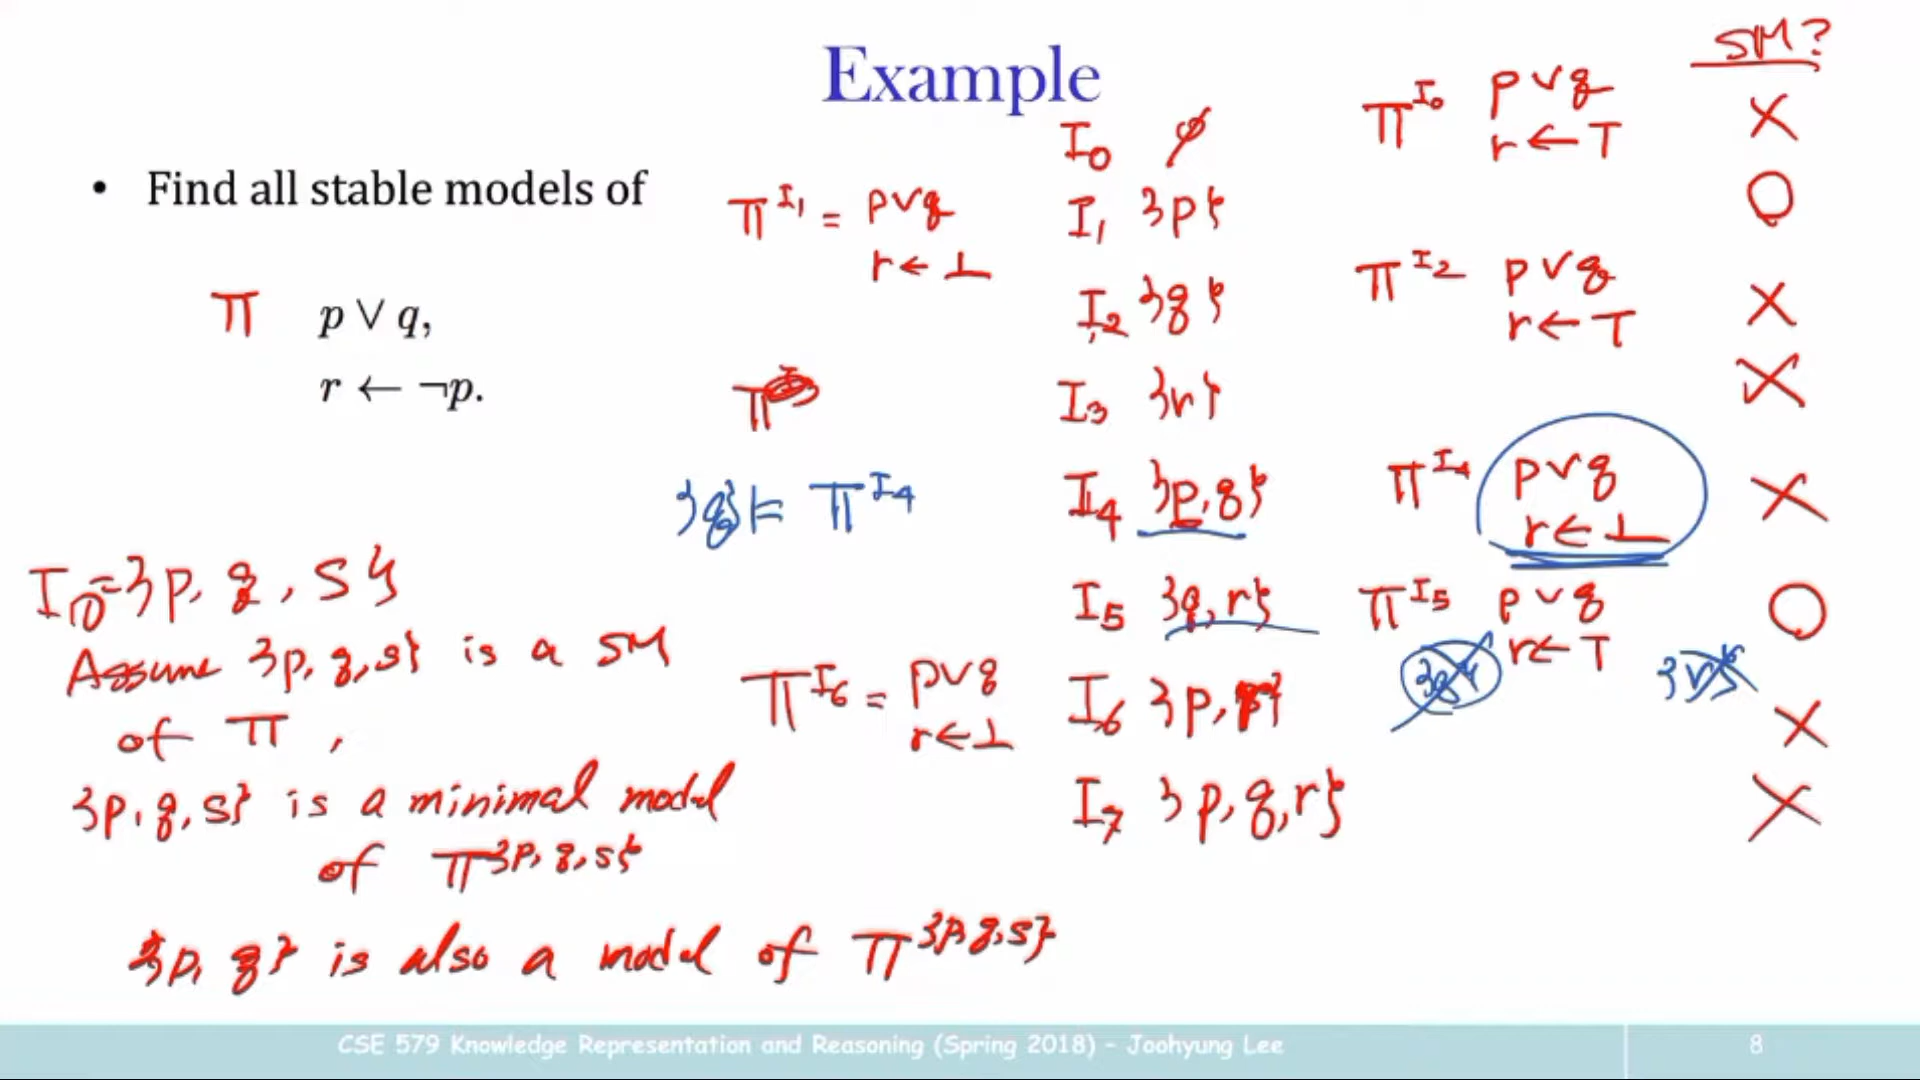 Example
SM?
• Find all stable models of
Π p ∨ q,
r ← ¬p.
I₀ ∅
Π^I₀ p∨q
r ← ⊤
X
Π^I₁ = p∨q
r ← ⊥
I₁ {p}
O
I₂ {q}
Π^I₂ p∨q
r ← ⊤
X
Π
I₃ {r}
X
{q} ⊨ Π^I₄
I₄ {p,q}
Π^I₄ p∨q
r ← ⊥
X
I₅ {q,r}
Π^I₅ p∨q
r ← ⊤
O
{q}
{r}
Π^I₆ = p∨q
r ← ⊥
I₆ {p,r}
X
I₇ {p,q,r}
X
= {p, q, s}
Assume {p,q,s} is a SM
of Π,
{p,q,s} is a minimal model
of Π^{p,q,s}
{p, q} is also a model of Π^{p,q,s}
CSE 579 Knowledge Representation and Reasoning (Spring 2018) - Joohyung Lee
8